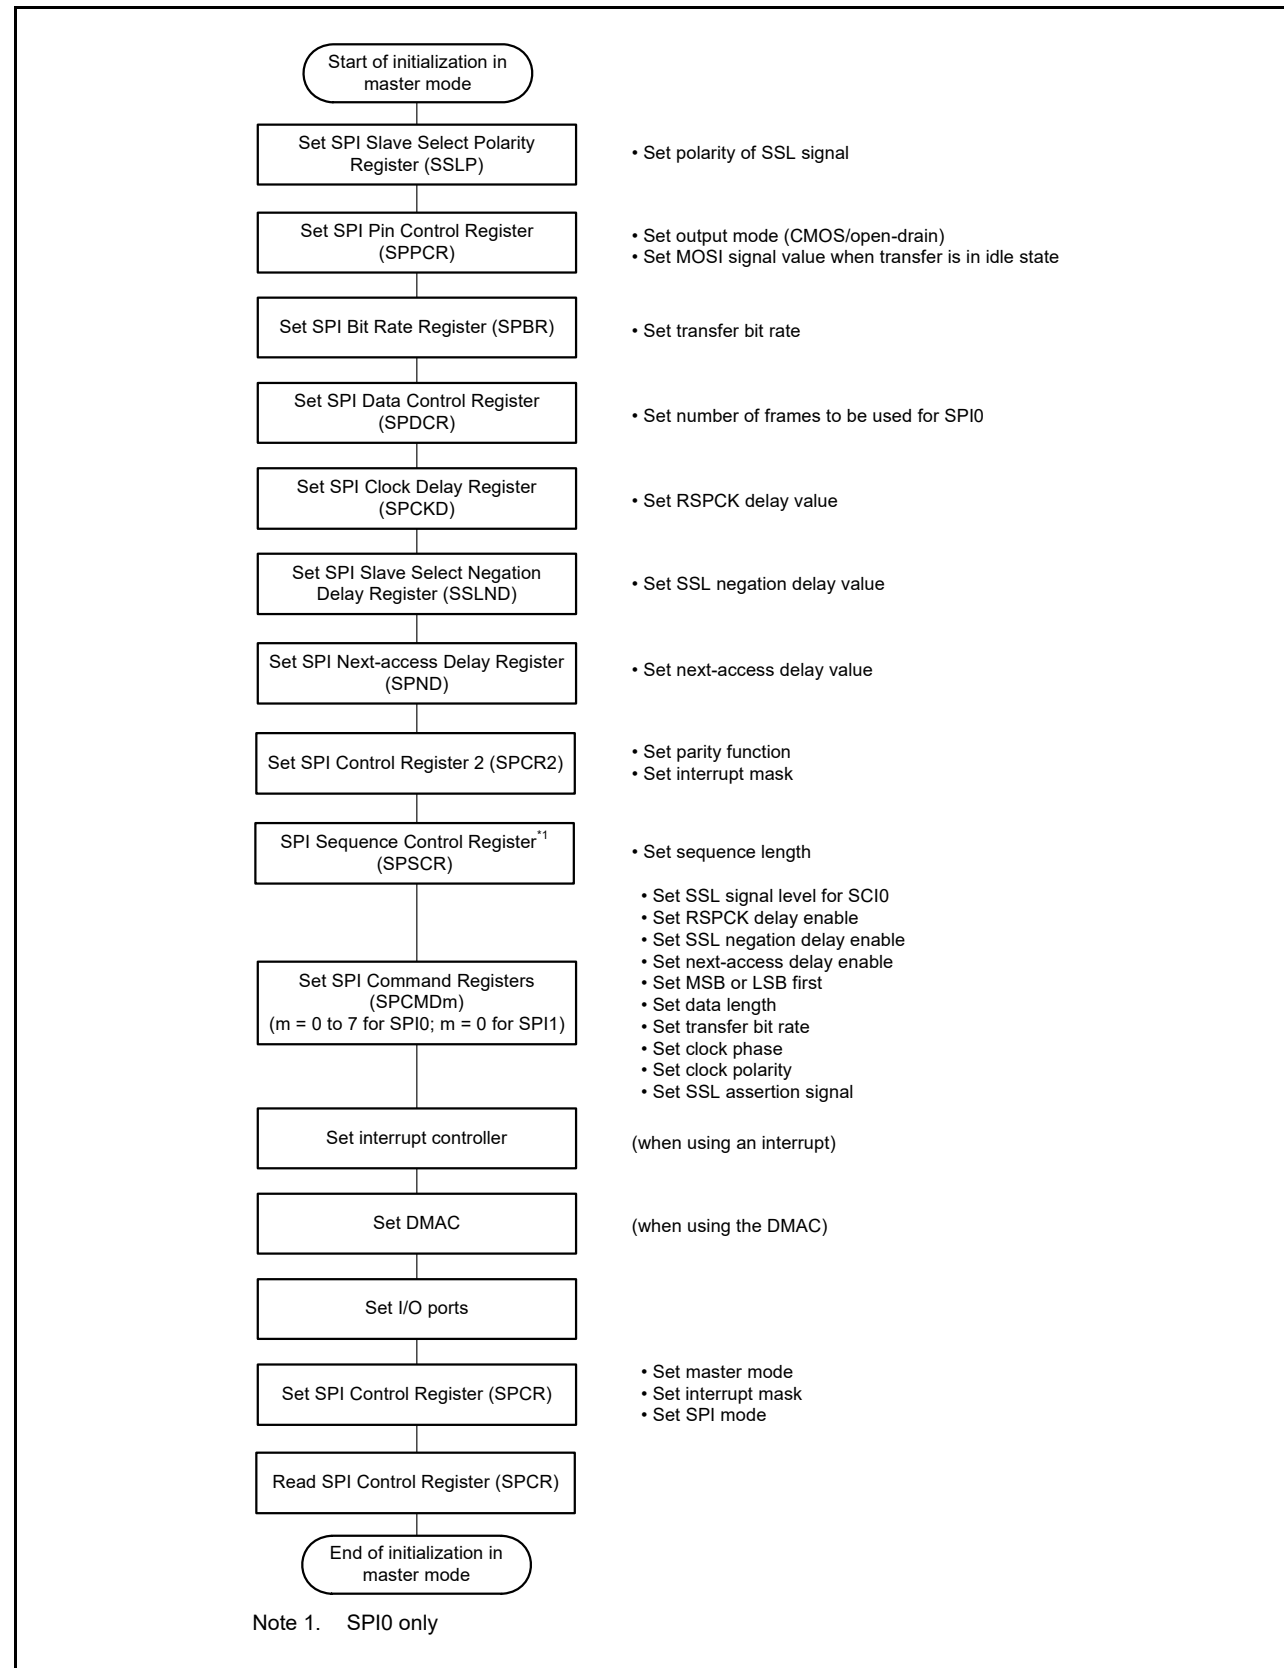 Start of initialization in
master mode
Set SPI Slave Select Polarity
Register (SSLP)
• Set polarity of SSL signal
Set SPI Pin Control Register
(SPPCR)
• Set output mode (CMOS/open-drain)
• Set MOSI signal value when transfer is in idle state
Set SPI Bit Rate Register (SPBR)
• Set transfer bit rate
Set SPI Data Control Register
(SPDCR)
• Set number of frames to be used for SPI0
Set SPI Clock Delay Register
(SPCKD)
• Set RSPCK delay value
Set SPI Slave Select Negation
Delay Register (SSLND)
• Set SSL negation delay value
Set SPI Next-access Delay Register
(SPND)
• Set next-access delay value
Set SPI Control Register 2 (SPCR2)
• Set parity function
• Set interrupt mask
SPI Sequence Control Register*1
(SPSCR)
• Set sequence length
Set SPI Command Registers
(SPCMDm)
(m = 0 to 7 for SPI0; m = 0 for SPI1)
• Set SSL signal level for SCI0
• Set RSPCK delay enable
• Set SSL negation delay enable
• Set next-access delay enable
• Set MSB or LSB first
• Set data length
• Set transfer bit rate
• Set clock phase
• Set clock polarity
• Set SSL assertion signal
Set interrupt controller
(when using an interrupt)
Set DMAC
(when using the DMAC)
Set I/O ports
Set SPI Control Register (SPCR)
• Set master mode
• Set interrupt mask
• Set SPI mode
Read SPI Control Register (SPCR)
End of initialization in
master mode
Note 1. SPI0 only